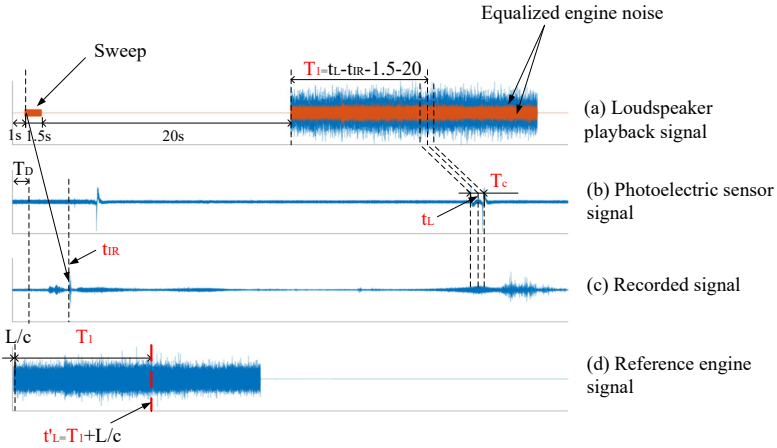 Equalized engine noise
Sweep
T1=tL-tIR-1.5-20
1s
1.5s
20s
(a) Loudspeaker
playback signal
TD
Tc
(b) Photoelectric sensor
signal
tL
tIR
(c) Recorded signal
L/c
T1
(d) Reference engine
signal
t'L=T1+L/c